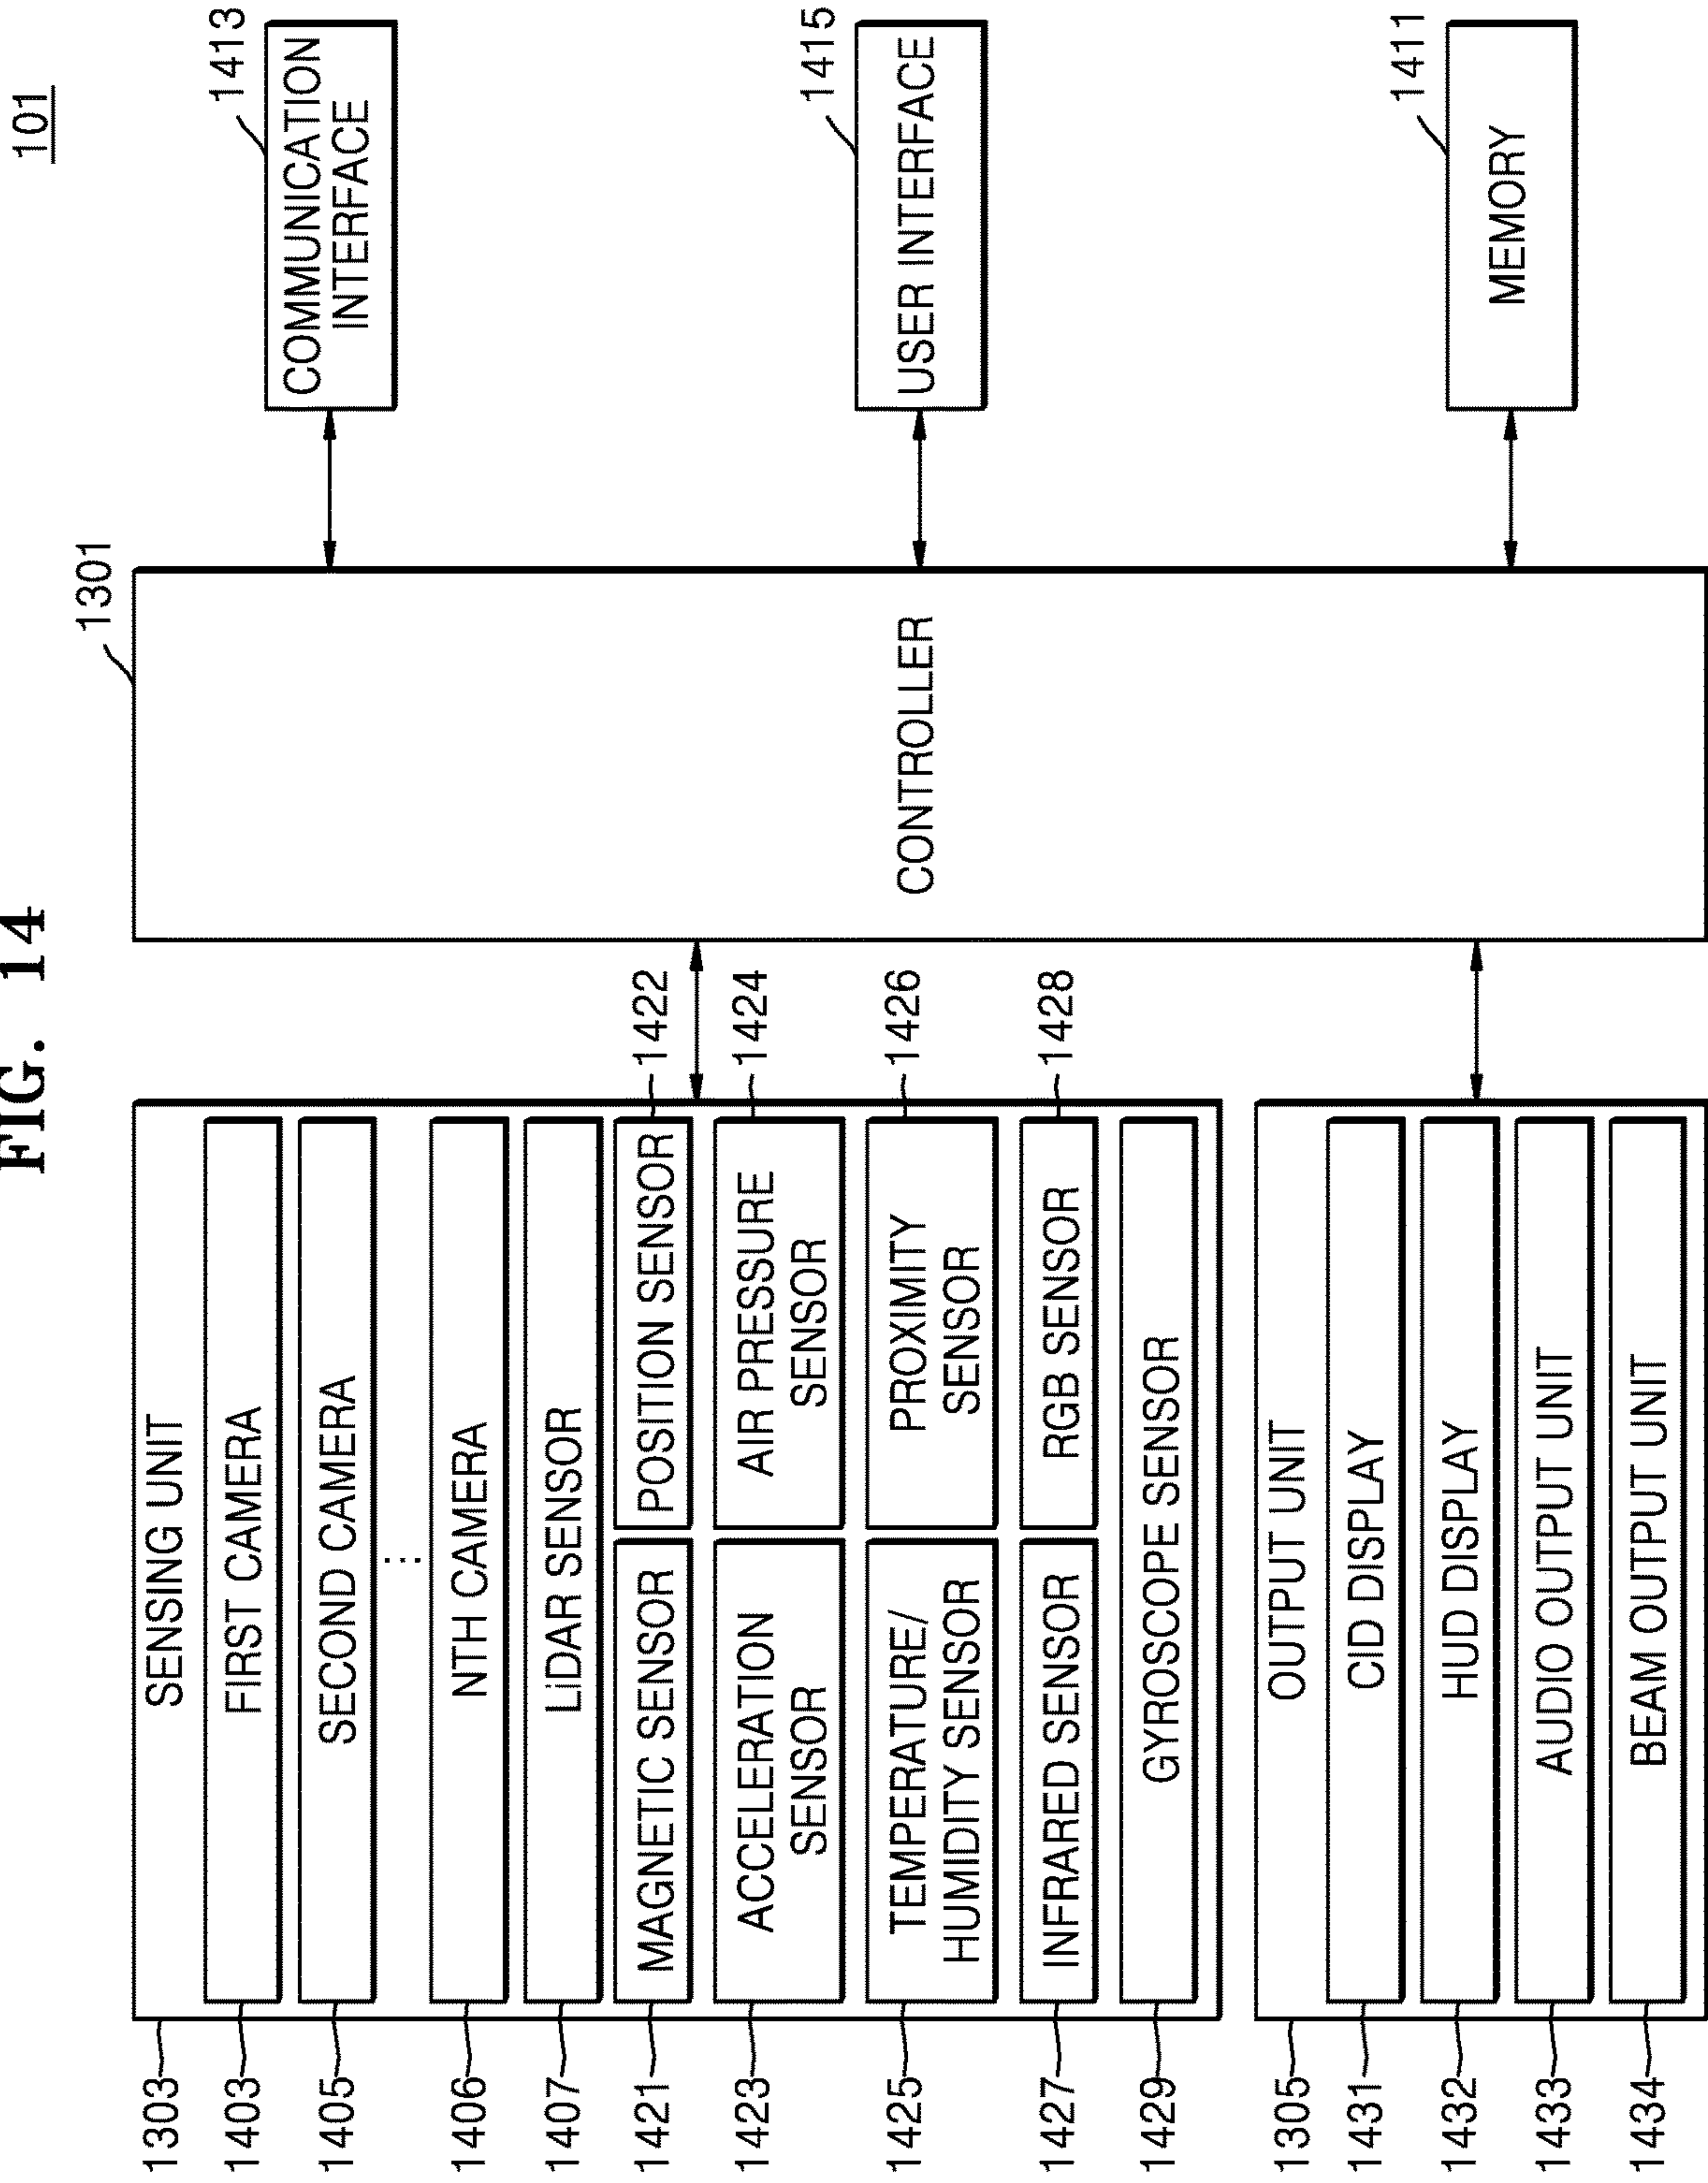 FIG. 14
101
1303
SENSING UNIT
1403
FIRST CAMERA
1405
SECOND CAMERA
...
1406
NTH CAMERA
1407
LiDAR SENSOR
1421
MAGNETIC SENSOR
POSITION SENSOR
1422
1423
ACCELERATION
SENSOR
AIR PRESSURE
SENSOR
1424
1425
TEMPERATURE/
HUMIDITY SENSOR
PROXIMITY
SENSOR
1426
1427
INFRARED SENSOR
RGB SENSOR
1428
1429
GYROSCOPE SENSOR
1305
OUTPUT UNIT
1431
CID DISPLAY
1432
HUD DISPLAY
1433
AUDIO OUTPUT UNIT
1434
BEAM OUTPUT UNIT
1301
CONTROLLER
1413
COMMUNICATION
INTERFACE
1415
USER INTERFACE
1411
MEMORY